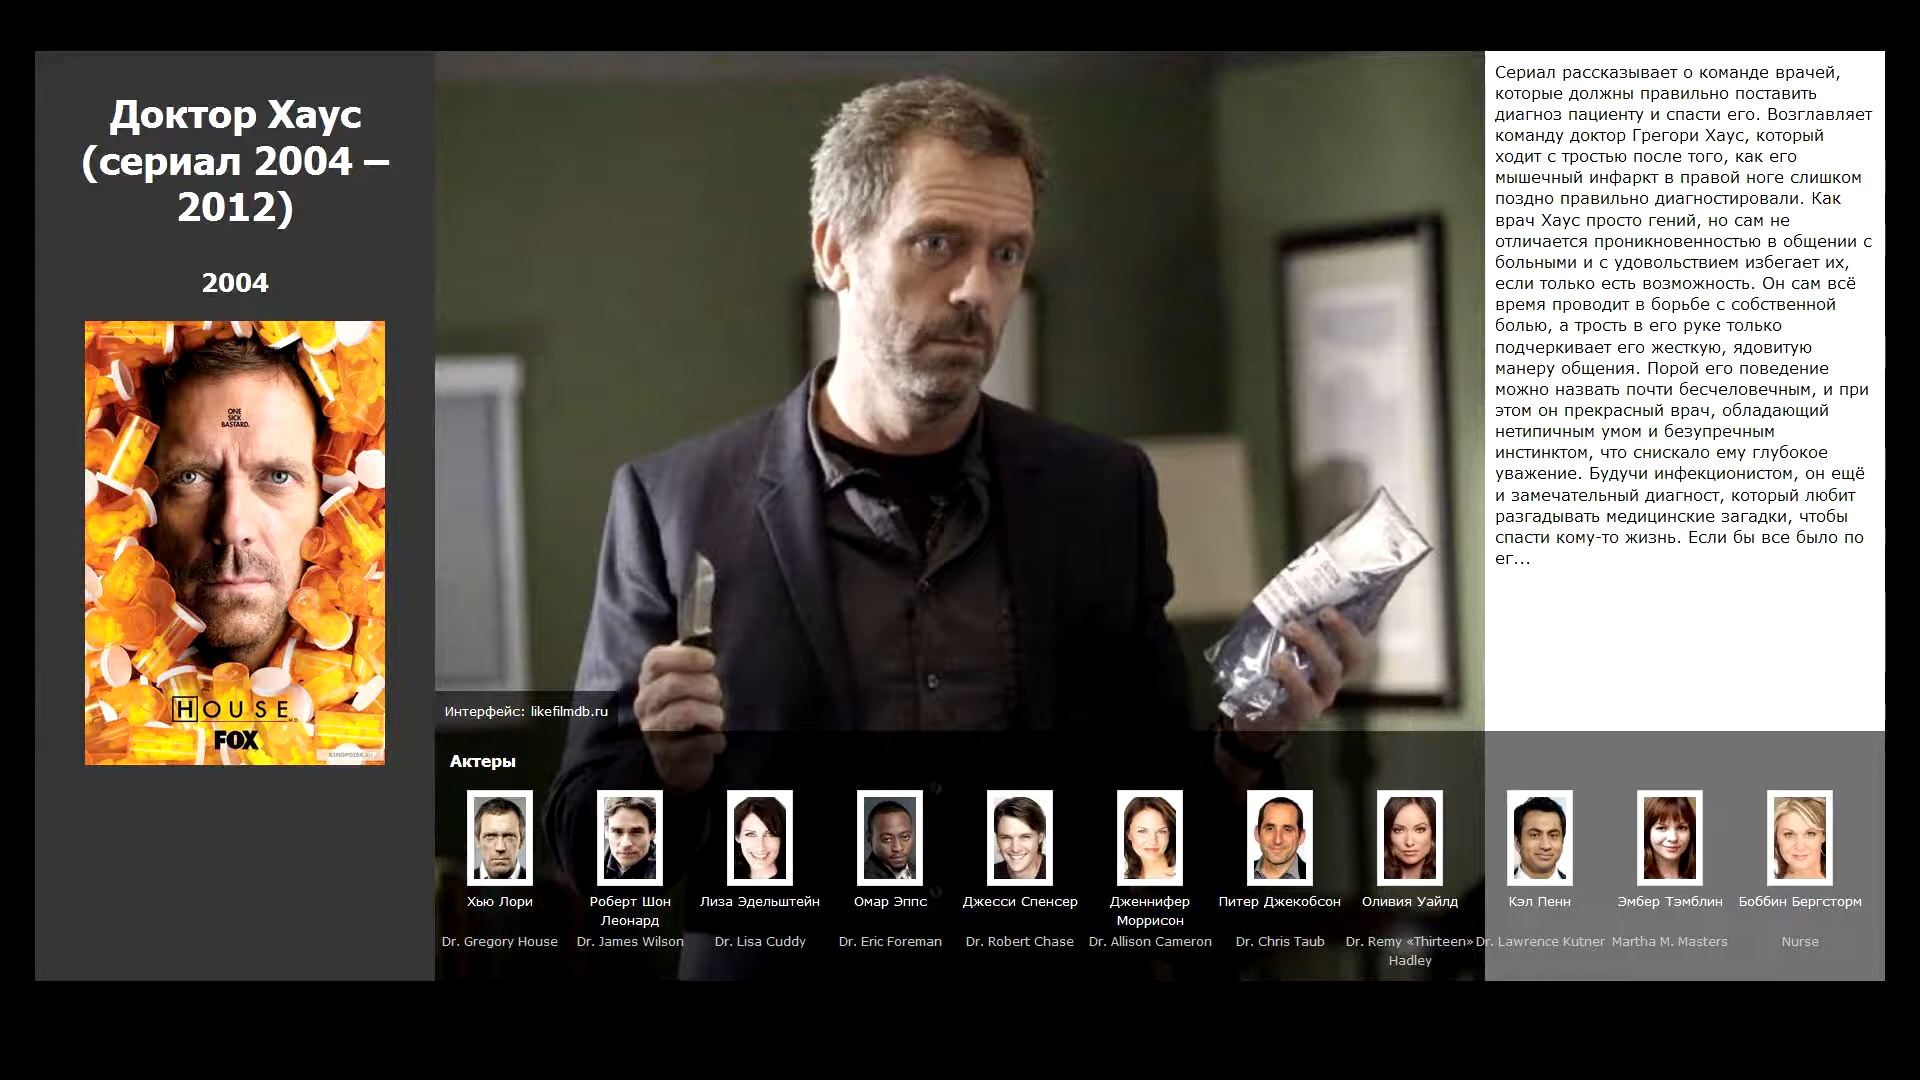 Доктор Хаус
(сериал 2004 –
2012)
2004
ONE
SICK
BASTARD.
HOUSE M.D.
FOX
KINOPOISK.RU
Сериал рассказывает о команде врачей,
которые должны правильно поставить
диагноз пациенту и спасти его. Возглавляет
команду доктор Грегори Хаус, который
ходит с тростью после того, как его
мышечный инфаркт в правой ноге слишком
поздно правильно диагностировали. Как
врач Хаус просто гений, но сам не
отличается проникновенностью в общении с
больными и с удовольствием избегает их,
если только есть возможность. Он сам всё
время проводит в борьбе с собственной
болью, а трость в его руке только
подчеркивает его жесткую, ядовитую
манеру общения. Порой его поведение
можно назвать почти бесчеловечным, и при
этом он прекрасный врач, обладающий
нетипичным умом и безупречным
инстинктом, что снискало ему глубокое
уважение. Будучи инфекционистом, он ещё
и замечательный диагност, который любит
разгадывать медицинские загадки, чтобы
спасти кому-то жизнь. Если бы все было по
ег...
Интерфейс: likefilmdb.ru
Актеры
Хью Лори
Dr. Gregory House
Роберт Шон
Леонард
Dr. James Wilson
Лиза Эдельштейн
Dr. Lisa Cuddy
Омар Эппс
Dr. Eric Foreman
Джесси Спенсер
Dr. Robert Chase
Дженнифер
Моррисон
Dr. Allison Cameron
Питер Джекобсон
Dr. Chris Taub
Оливия Уайлд
Dr. Remy «Thirteen»
Hadley
Кэл Пенн
Dr. Lawrence Kutner
Эмбер Тэмблин
Martha M. Masters
Боббин Бергсторм
Nurse